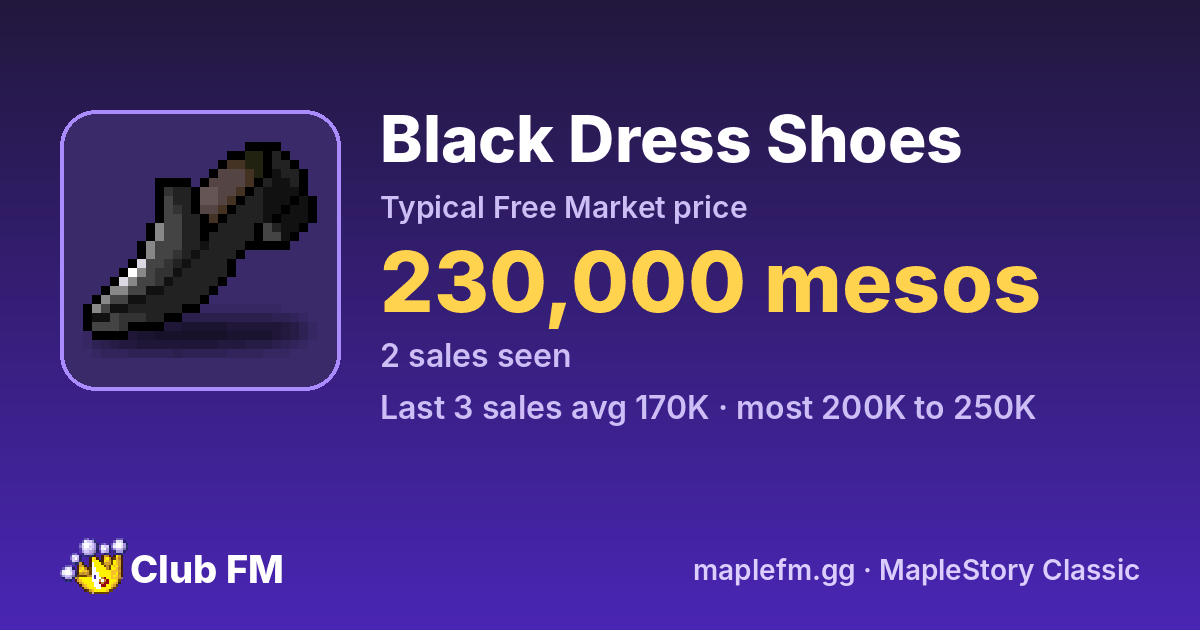 Black Dress Shoes
Typical Free Market price
230,000 mesos
2 sales seen
Last 3 sales avg 170K · most 200K to 250K
Club FM
maplefm.gg · MapleStory Classic